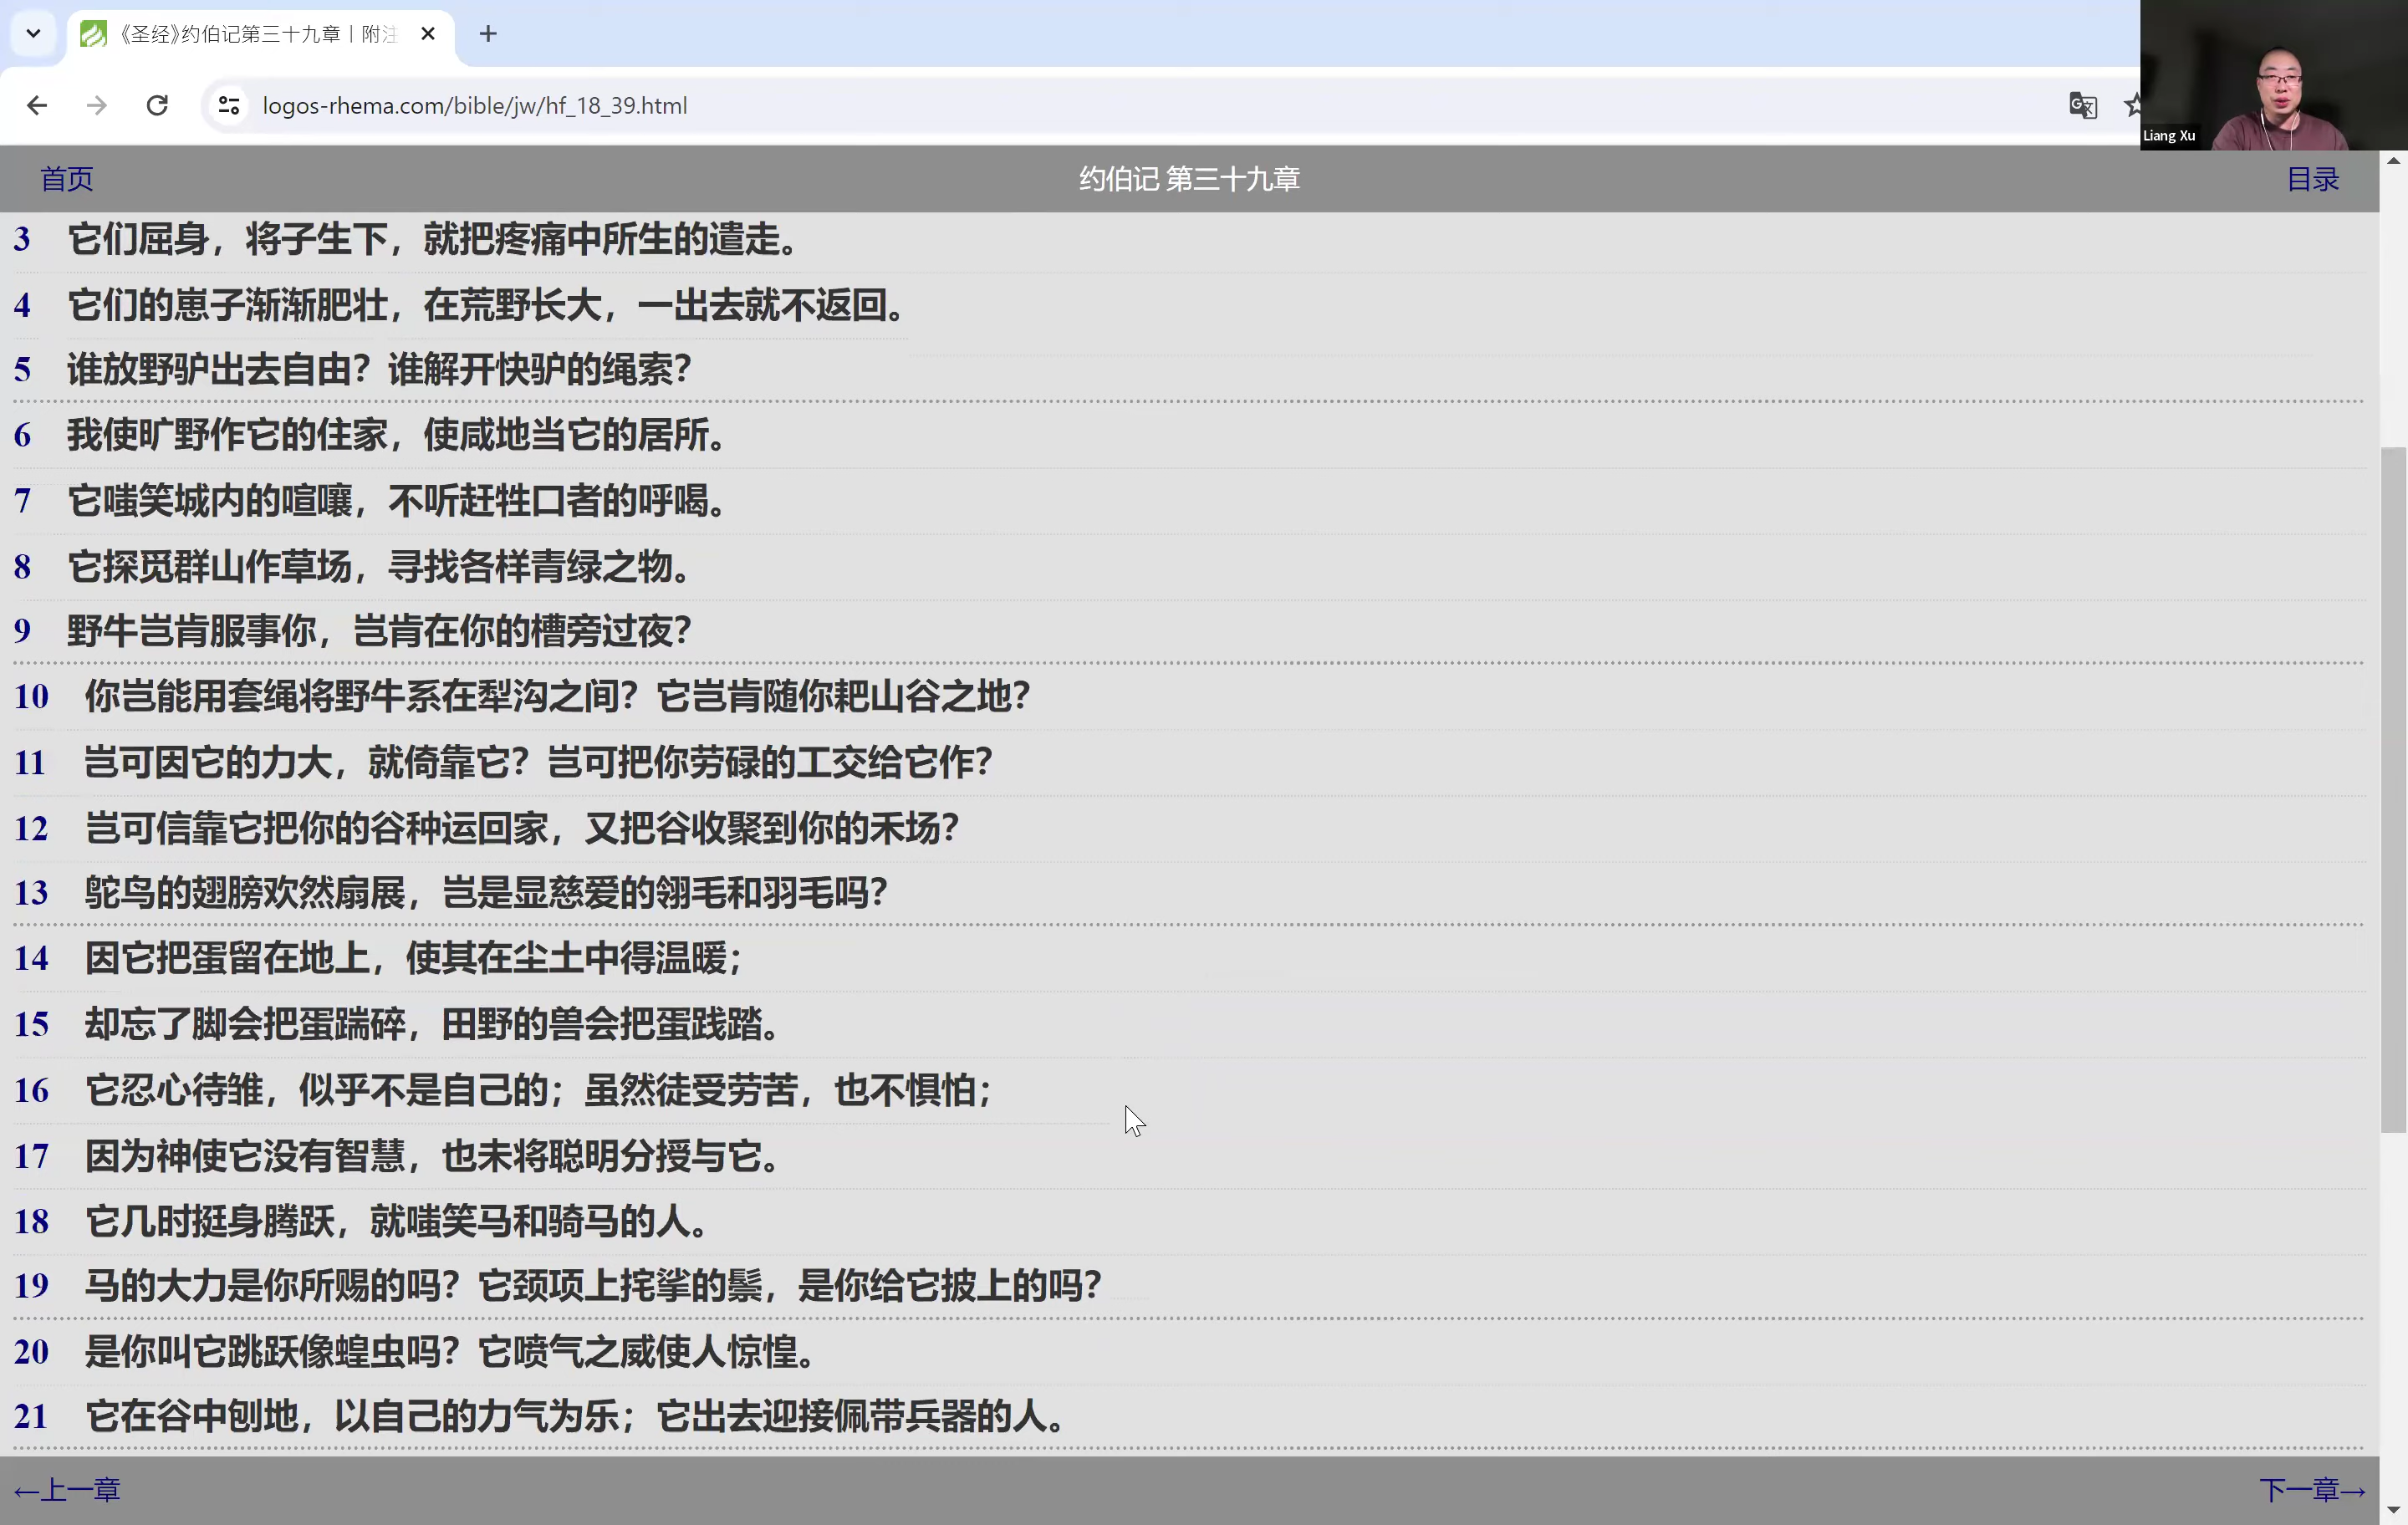 《圣经》约伯记第三十九章｜附注
logos-rhema.com/bible/jw/hf_18_39.html
Liang Xu
首页 约伯记 第三十九章 目录
3 它们屈身，将子生下，就把疼痛中所生的遣走。
4 它们的崽子渐渐肥壮，在荒野长大，一出去就不返回。
5 谁放野驴出去自由？谁解开快驴的绳索？
6 我使旷野作它的住家，使咸地当它的居所。
7 它嗤笑城内的喧嚷，不听赶牲口者的呼喝。
8 它探觅群山作草场，寻找各样青绿之物。
9 野牛岂肯服事你，岂肯在你的槽旁过夜？
10 你岂能用套绳将野牛系在犁沟之间？它岂肯随你耙山谷之地？
11 岂可因它的力大，就倚靠它？岂可把你劳碌的工交给它作？
12 岂可信靠它把你的谷种运回家，又把谷收聚到你的禾场？
13 鸵鸟的翅膀欢然扇展，岂是显慈爱的翎毛和羽毛吗？
14 因它把蛋留在地上，使其在尘土中得温暖；
15 却忘了脚会把蛋踹碎，田野的兽会把蛋践踏。
16 它忍心待雏，似乎不是自己的；虽然徒受劳苦，也不惧怕；
17 因为神使它没有智慧，也未将聪明分授与它。
18 它几时挺身腾跃，就嗤笑马和骑马的人。
19 马的大力是你所赐的吗？它颈项上挓挲的鬃，是你给它披上的吗？
20 是你叫它跳跃像蝗虫吗？它喷气之威使人惊惶。
21 它在谷中刨地，以自己的力气为乐；它出去迎接佩带兵器的人。
←上一章 下一章→